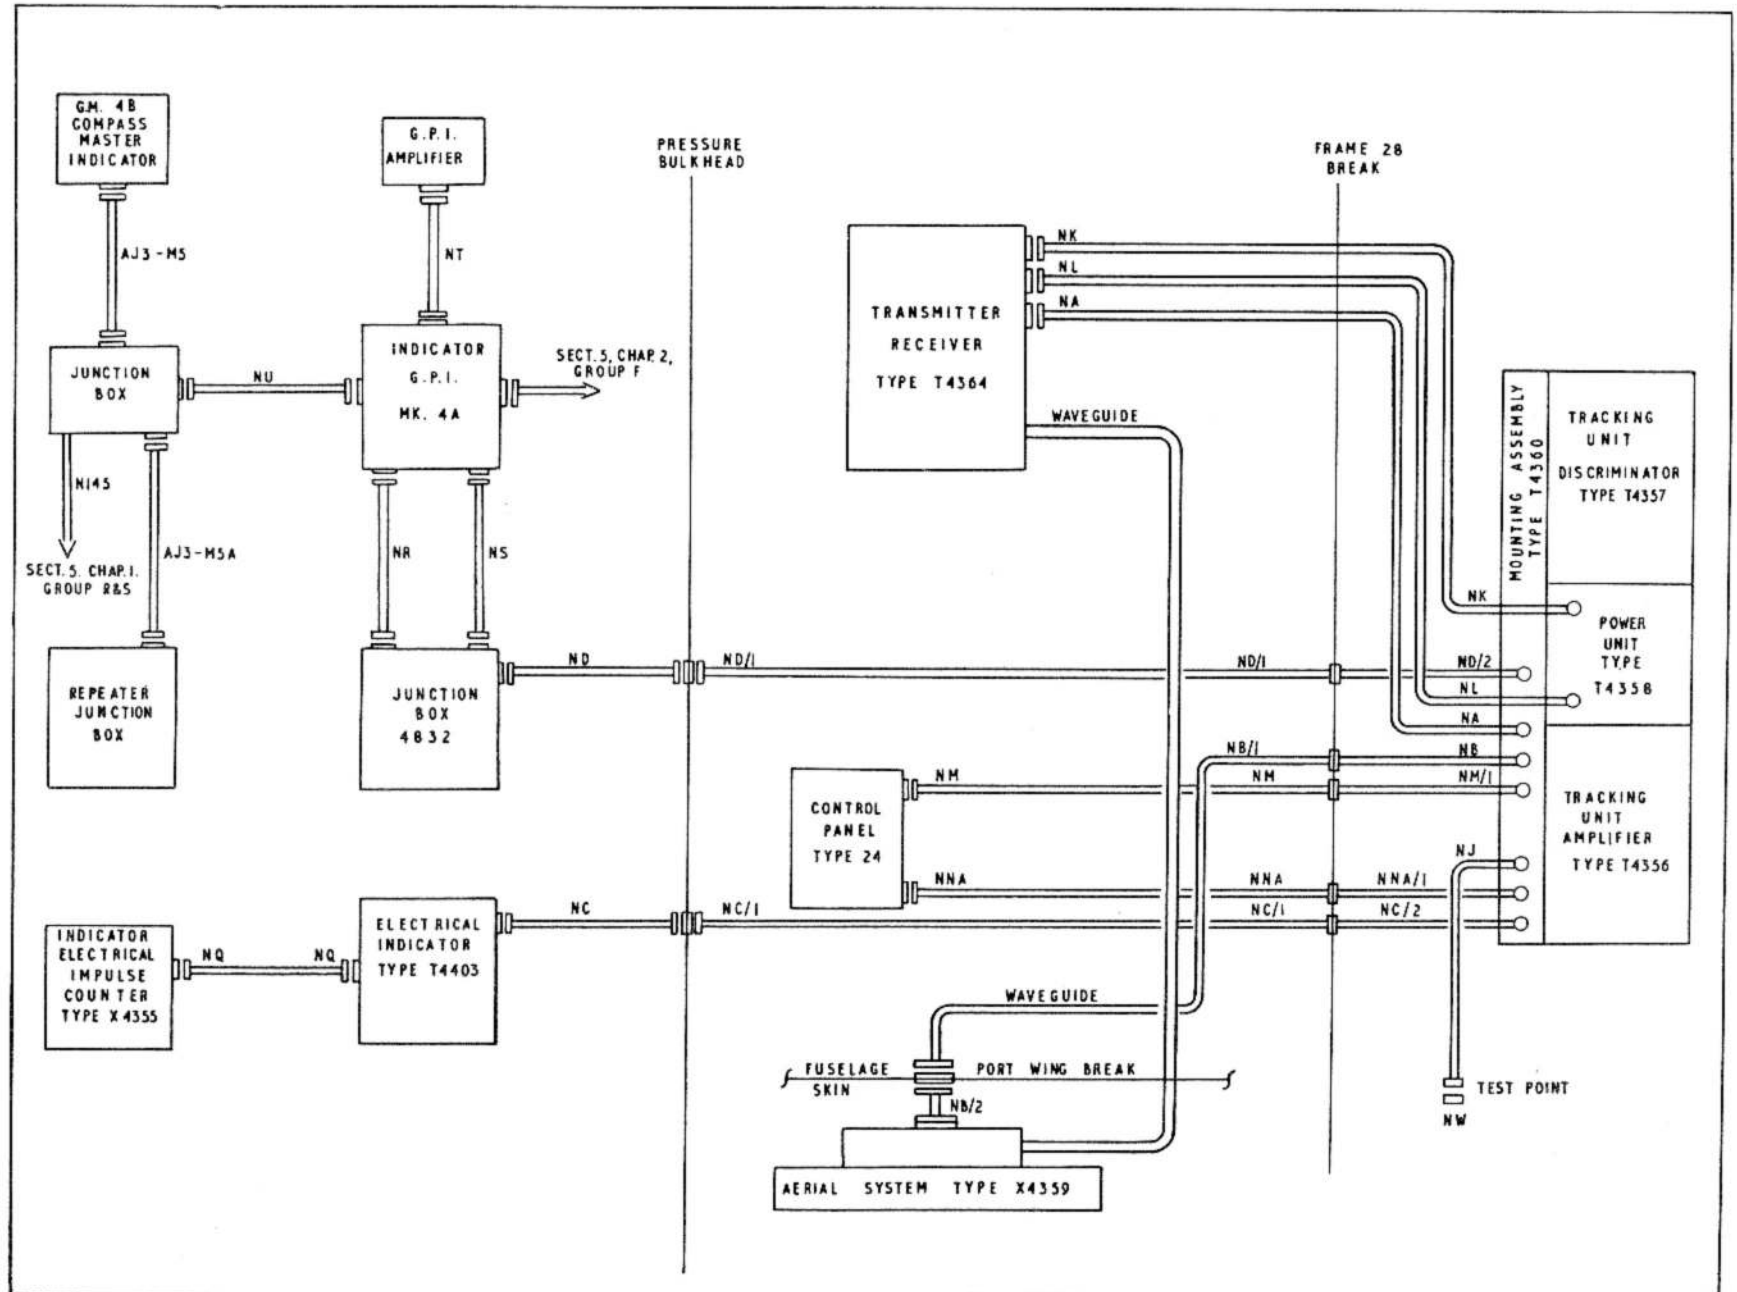 G.M. 4B
COMPASS
MASTER
INDICATOR
G.P.I.
AMPLIFIER
PRESSURE
BULKHEAD
FRAME 28
BREAK
AJ3-M5
NT
NK
NL
NA
TRANSMITTER
RECEIVER
TYPE T4364
JUNCTION
BOX
NU
INDICATOR
G.P.I.
MK. 4A
SECT.5, CHAP.2,
GROUP F
WAVEGUIDE
MOUNTING ASSEMBLY
TYPE T4360
TRACKING
UNIT
DISCRIMINATOR
TYPE T4357
N145
SECT.5. CHAP.1.
GROUP R&S
AJ3-M5A
NR
NS
NK
POWER
UNIT
TYPE
T4358
REPEATER
JUNCTION
BOX
JUNCTION
BOX
4832
ND
ND/1
ND/1
ND/2
NL
NA
NB/1
NB
NM
NM
NM/1
CONTROL
PANEL
TYPE 24
TRACKING
UNIT
AMPLIFIER
TYPE T4356
NJ
NNA
NNA
NNA/1
NC
NC/1
NC/1
NC/2
INDICATOR
ELECTRICAL
IMPULSE
COUNTER
TYPE X4355
NQ
NQ
ELECTRICAL
INDICATOR
TYPE T4403
WAVEGUIDE
FUSELAGE
SKIN
PORT WING BREAK
NB/2
TEST POINT
NW
AERIAL SYSTEM TYPE X4359